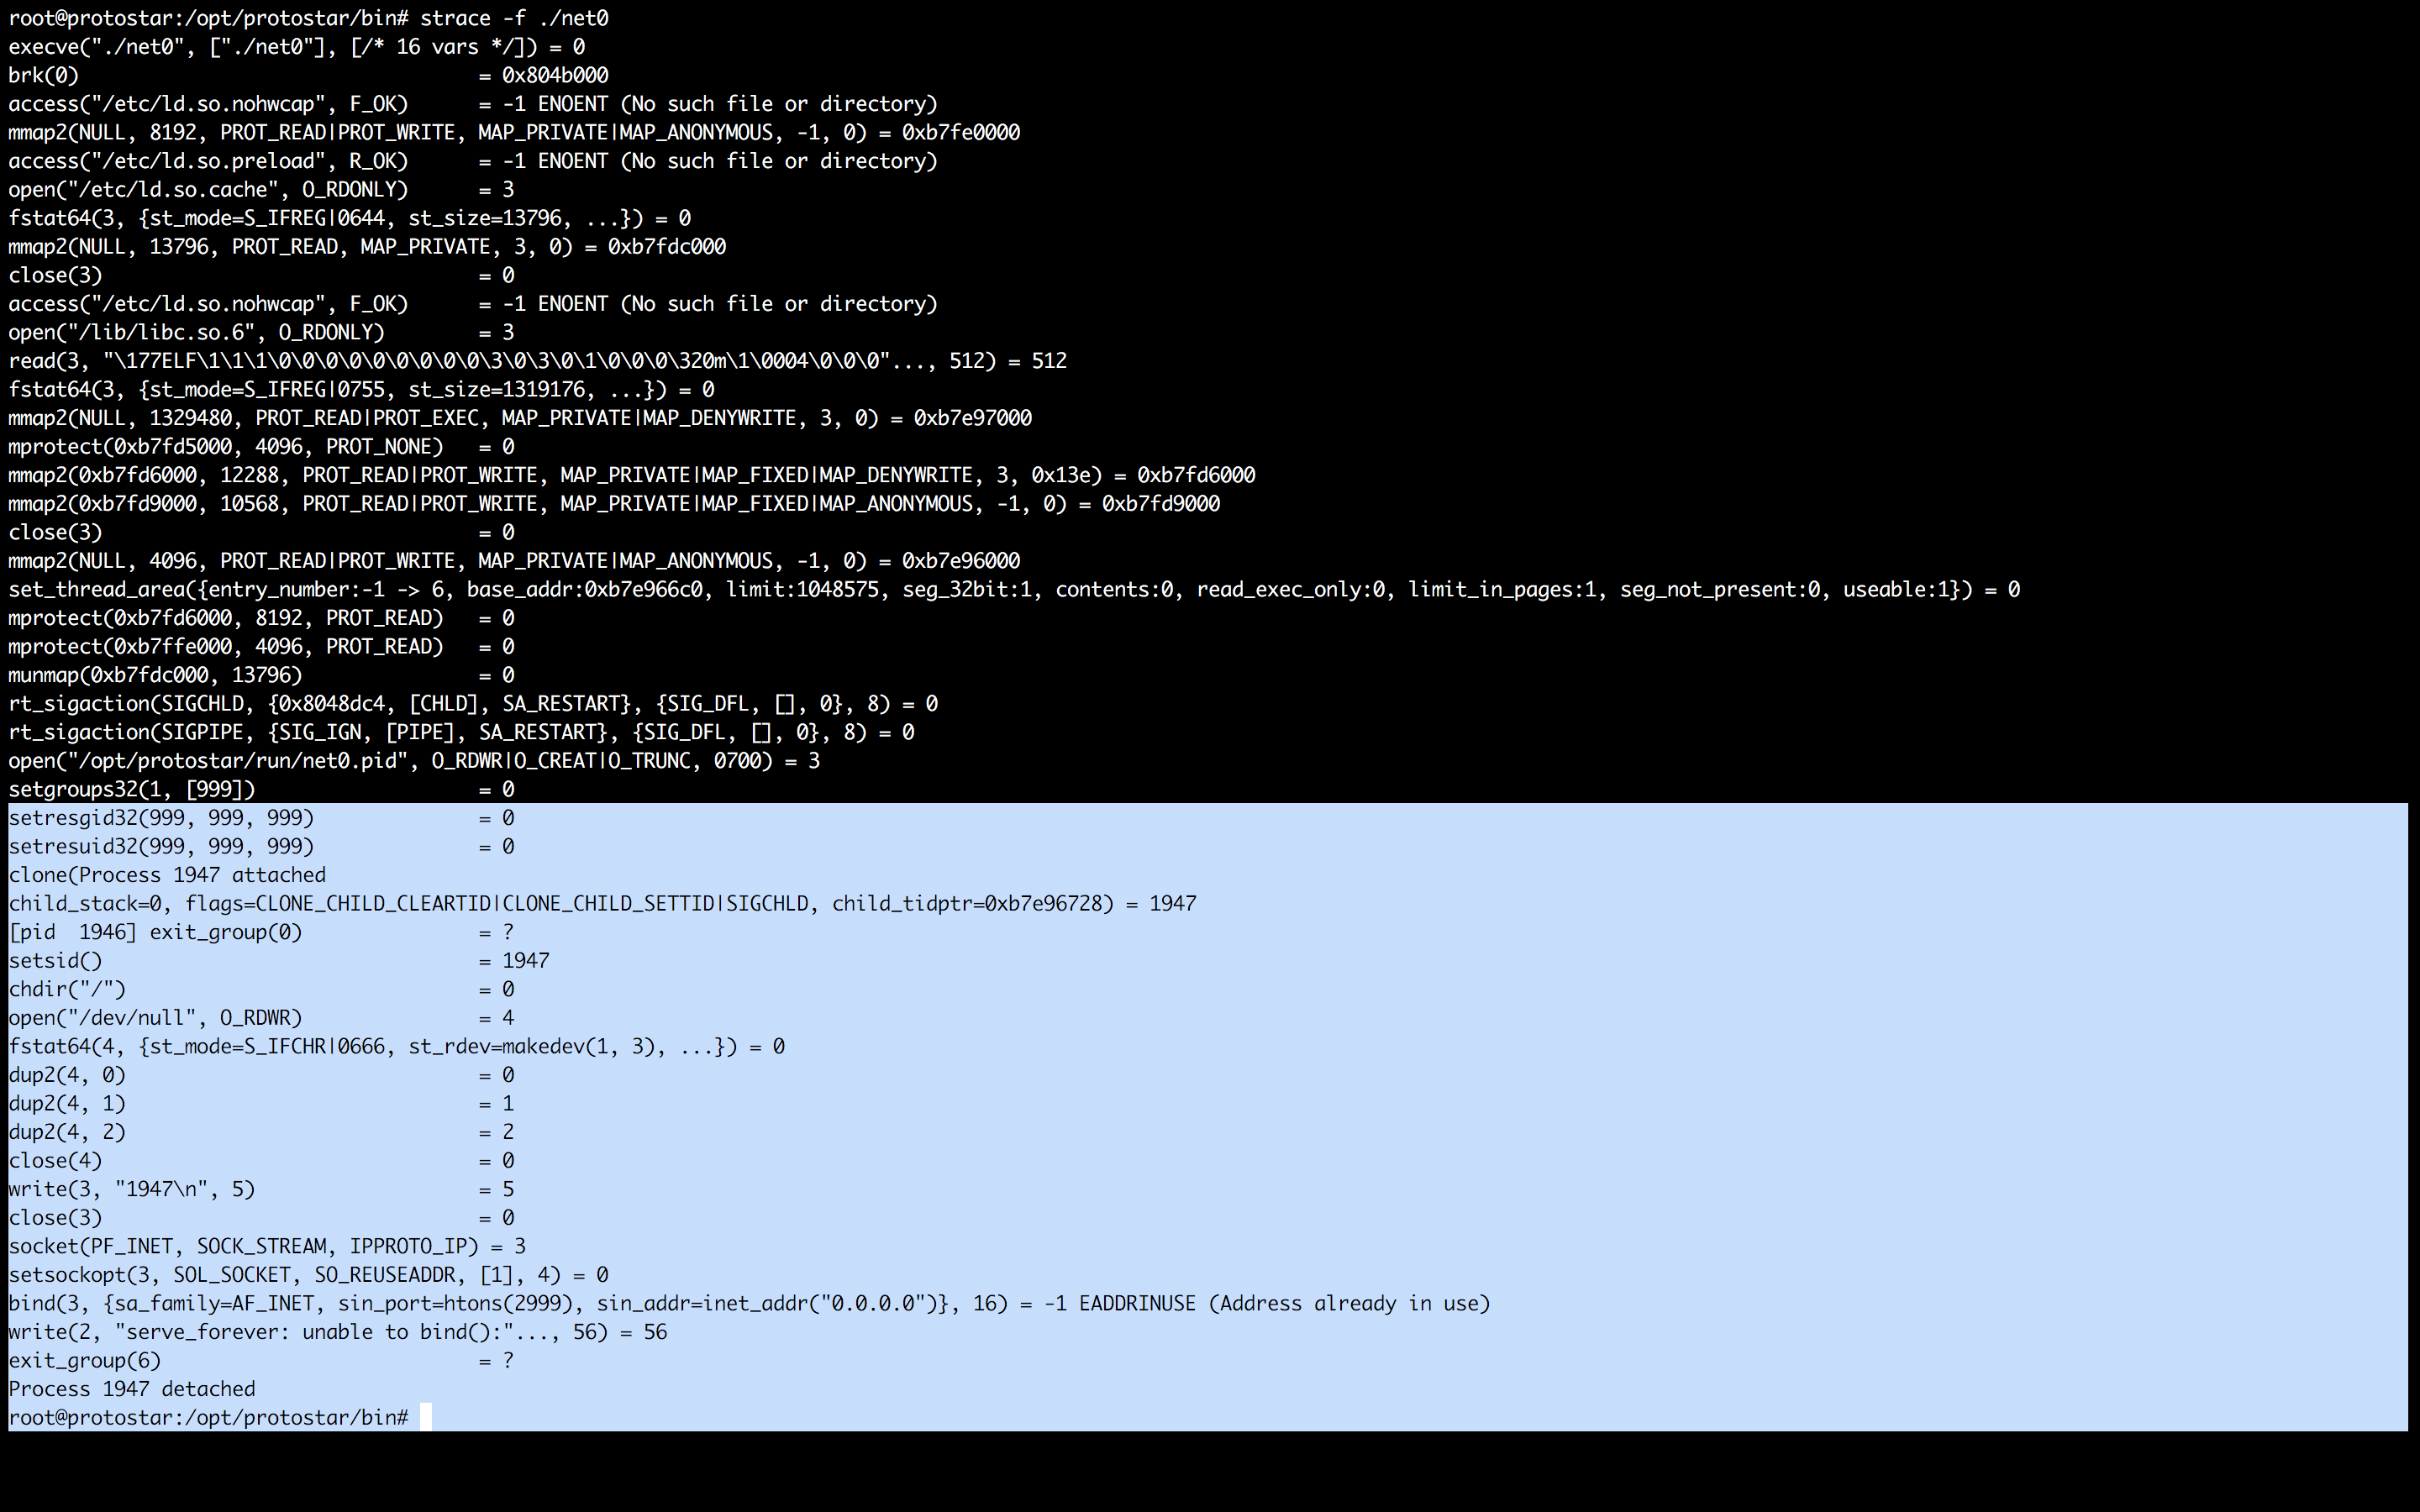 root@protostar:/opt/protostar/bin# strace -f ./net0
execve("./net0", ["./net0"], [/* 16 vars */]) = 0
brk(0)                                  = 0x804b000
access("/etc/ld.so.nohwcap", F_OK)      = -1 ENOENT (No such file or directory)
mmap2(NULL, 8192, PROT_READ|PROT_WRITE, MAP_PRIVATE|MAP_ANONYMOUS, -1, 0) = 0xb7fe0000
access("/etc/ld.so.preload", R_OK)      = -1 ENOENT (No such file or directory)
open("/etc/ld.so.cache", O_RDONLY)      = 3
fstat64(3, {st_mode=S_IFREG|0644, st_size=13796, ...}) = 0
mmap2(NULL, 13796, PROT_READ, MAP_PRIVATE, 3, 0) = 0xb7fdc000
close(3)                                = 0
access("/etc/ld.so.nohwcap", F_OK)      = -1 ENOENT (No such file or directory)
open("/lib/libc.so.6", O_RDONLY)        = 3
read(3, "\177ELF\1\1\1\0\0\0\0\0\0\0\0\0\3\0\3\0\1\0\0\0\320m\1\0004\0\0\0"..., 512) = 512
fstat64(3, {st_mode=S_IFREG|0755, st_size=1319176, ...}) = 0
mmap2(NULL, 1329480, PROT_READ|PROT_EXEC, MAP_PRIVATE|MAP_DENYWRITE, 3, 0) = 0xb7e97000
mprotect(0xb7fd5000, 4096, PROT_NONE)   = 0
mmap2(0xb7fd6000, 12288, PROT_READ|PROT_WRITE, MAP_PRIVATE|MAP_FIXED|MAP_DENYWRITE, 3, 0x13e) = 0xb7fd6000
mmap2(0xb7fd9000, 10568, PROT_READ|PROT_WRITE, MAP_PRIVATE|MAP_FIXED|MAP_ANONYMOUS, -1, 0) = 0xb7fd9000
close(3)                                = 0
mmap2(NULL, 4096, PROT_READ|PROT_WRITE, MAP_PRIVATE|MAP_ANONYMOUS, -1, 0) = 0xb7e96000
set_thread_area({entry_number:-1 -> 6, base_addr:0xb7e966c0, limit:1048575, seg_32bit:1, contents:0, read_exec_only:0, limit_in_pages:1, seg_not_present:0, useable:1}) = 0
mprotect(0xb7fd6000, 8192, PROT_READ)   = 0
mprotect(0xb7ffe000, 4096, PROT_READ)   = 0
munmap(0xb7fdc000, 13796)               = 0
rt_sigaction(SIGCHLD, {0x8048dc4, [CHLD], SA_RESTART}, {SIG_DFL, [], 0}, 8) = 0
rt_sigaction(SIGPIPE, {SIG_IGN, [PIPE], SA_RESTART}, {SIG_DFL, [], 0}, 8) = 0
open("/opt/protostar/run/net0.pid", O_RDWR|O_CREAT|O_TRUNC, 0700) = 3
setgroups32(1, [999])                   = 0
setresgid32(999, 999, 999)              = 0
setresuid32(999, 999, 999)              = 0
clone(Process 1947 attached
child_stack=0, flags=CLONE_CHILD_CLEARTID|CLONE_CHILD_SETTID|SIGCHLD, child_tidptr=0xb7e96728) = 1947
[pid  1946] exit_group(0)               = ?
setsid()                                = 1947
chdir("/")                              = 0
open("/dev/null", O_RDWR)               = 4
fstat64(4, {st_mode=S_IFCHR|0666, st_rdev=makedev(1, 3), ...}) = 0
dup2(4, 0)                              = 0
dup2(4, 1)                              = 1
dup2(4, 2)                              = 2
close(4)                                = 0
write(3, "1947\n", 5)                   = 5
close(3)                                = 0
socket(PF_INET, SOCK_STREAM, IPPROTO_IP) = 3
setsockopt(3, SOL_SOCKET, SO_REUSEADDR, [1], 4) = 0
bind(3, {sa_family=AF_INET, sin_port=htons(2999), sin_addr=inet_addr("0.0.0.0")}, 16) = -1 EADDRINUSE (Address already in use)
write(2, "serve_forever: unable to bind():"..., 56) = 56
exit_group(6)                           = ?
Process 1947 detached
root@protostar:/opt/protostar/bin#